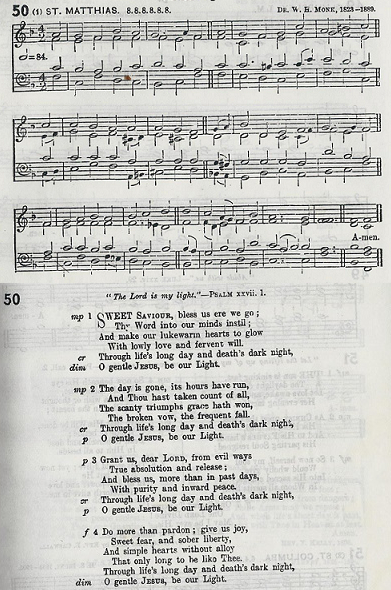 50 (1) ST. MATTHIAS. 8.8.8.8.8.8. DR. W. H. MONK, 1823-1889.
=84.
A-men.
50 "The Lord is my light."—PSALM xxvii. 1.
mp 1 SWEET SAVIOUR, bless us ere we go;
Thy Word into our minds instil;
And make our lukewarm hearts to glow
With lowly love and fervent will.
cr Through life's long day and death's dark night,
dim O gentle JESUS, be our Light.
mp 2 The day is gone, its hours have run,
And Thou hast taken count of all,
The scanty triumphs grace hath won,
The broken vow, the frequent fall.
cr Through life's long day and death's dark night,
p O gentle JESUS, be our Light.
p 3 Grant us, dear LORD, from evil ways
True absolution and release;
And bless us, more than in past days,
With purity and inward peace.
cr Through life's long day and death's dark night,
p O gentle JESUS, be our Light.
f 4 Do more than pardon; give us joy,
Sweet fear, and sober liberty,
And simple hearts without alloy
That only long to be like Thee.
Through life's long day and death's dark night,
dim O gentle JESUS, be our Light.